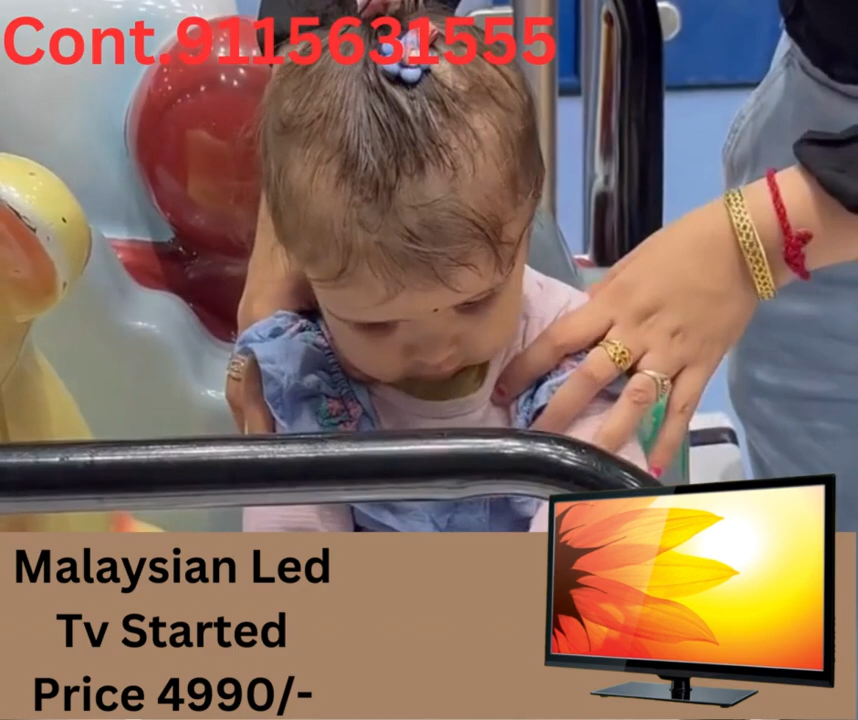 Cont.9115631555
Malaysian Led
Tv Started
Price 4990/-